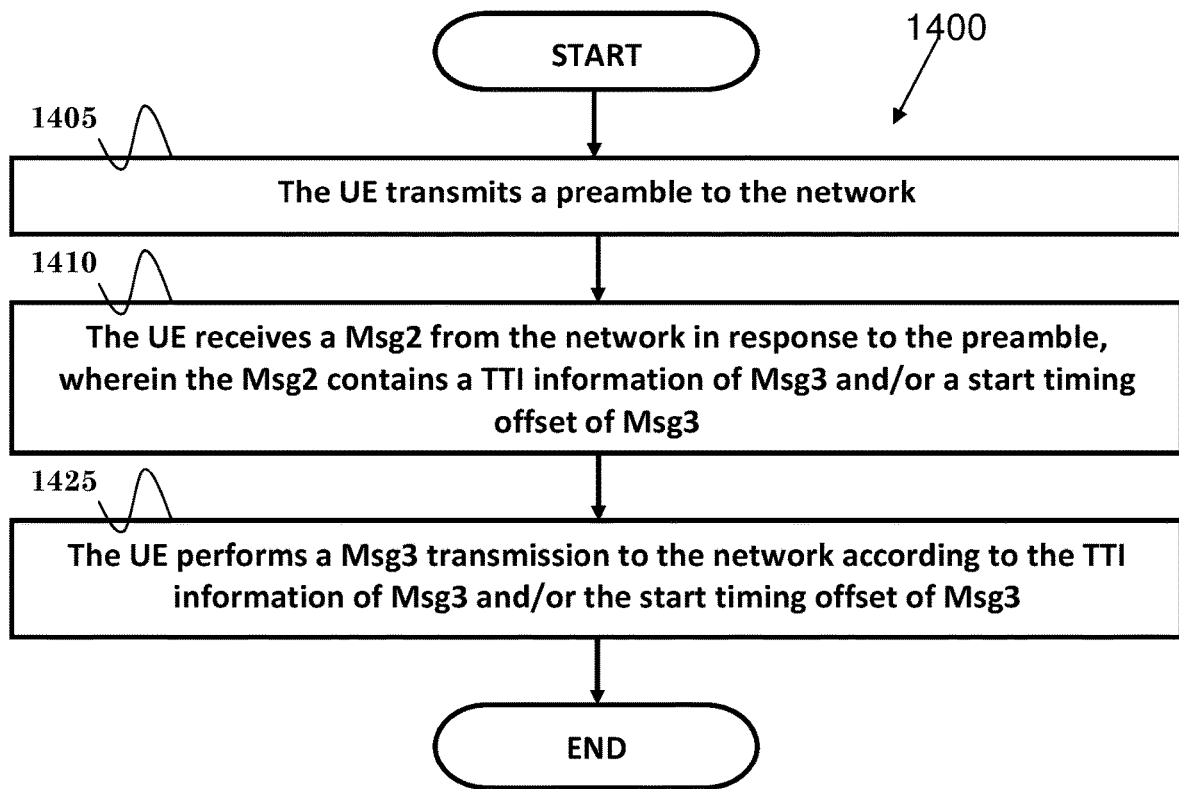 1400
START
1405
The UE transmits a preamble to the network
1410
The UE receives a Msg2 from the network in response to the preamble,
wherein the Msg2 contains a TTI information of Msg3 and/or a start timing
offset of Msg3
1425
The UE performs a Msg3 transmission to the network according to the TTI
information of Msg3 and/or the start timing offset of Msg3
END